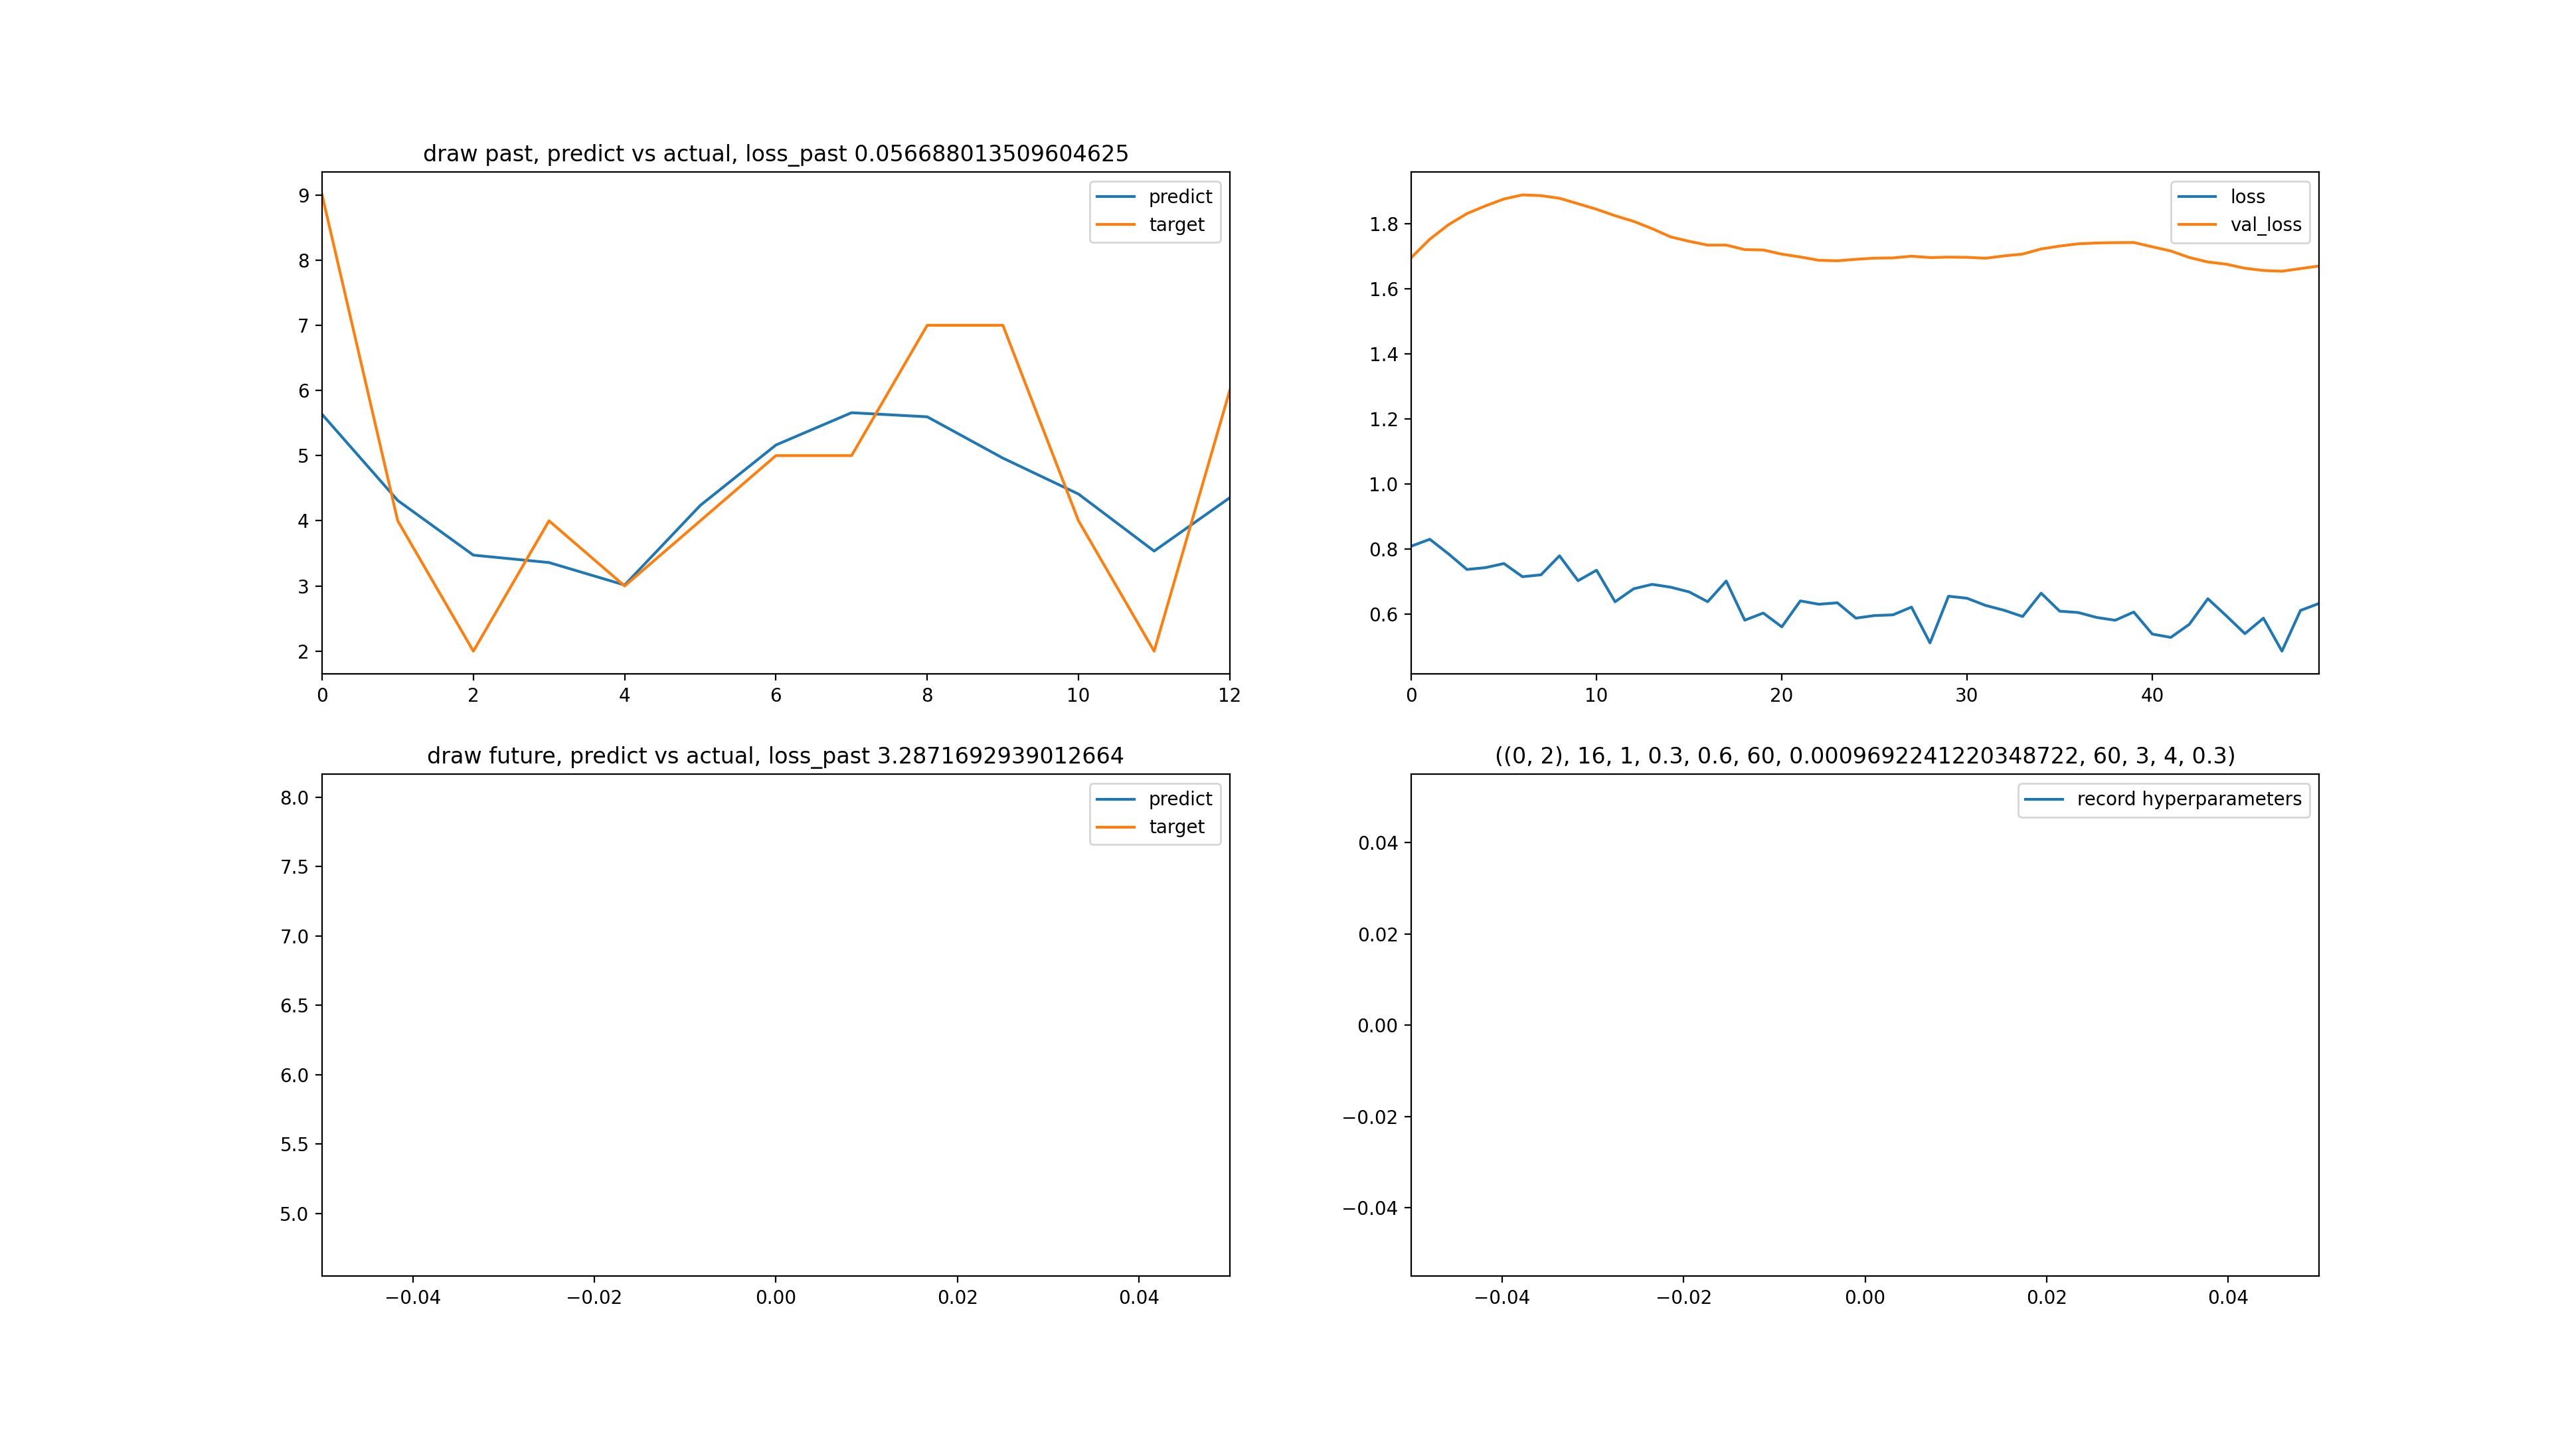 draw past, predict vs actual, loss_past 0.056688013509604625
predict
target
9
8
7
6
5
4
3
2
0 2 4 6 8 10 12
loss
val_loss
1.8
1.6
1.4
1.2
1.0
0.8
0.6
0 10 20 30 40
draw future, predict vs actual, loss_past 3.2871692939012664
predict
target
8.0
7.5
7.0
6.5
6.0
5.5
5.0
−0.04 −0.02 0.00 0.02 0.04
((0, 2), 16, 1, 0.3, 0.6, 60, 0.0009692241220348722, 60, 3, 4, 0.3)
record hyperparameters
0.04
0.02
0.00
−0.02
−0.04
−0.04 −0.02 0.00 0.02 0.04